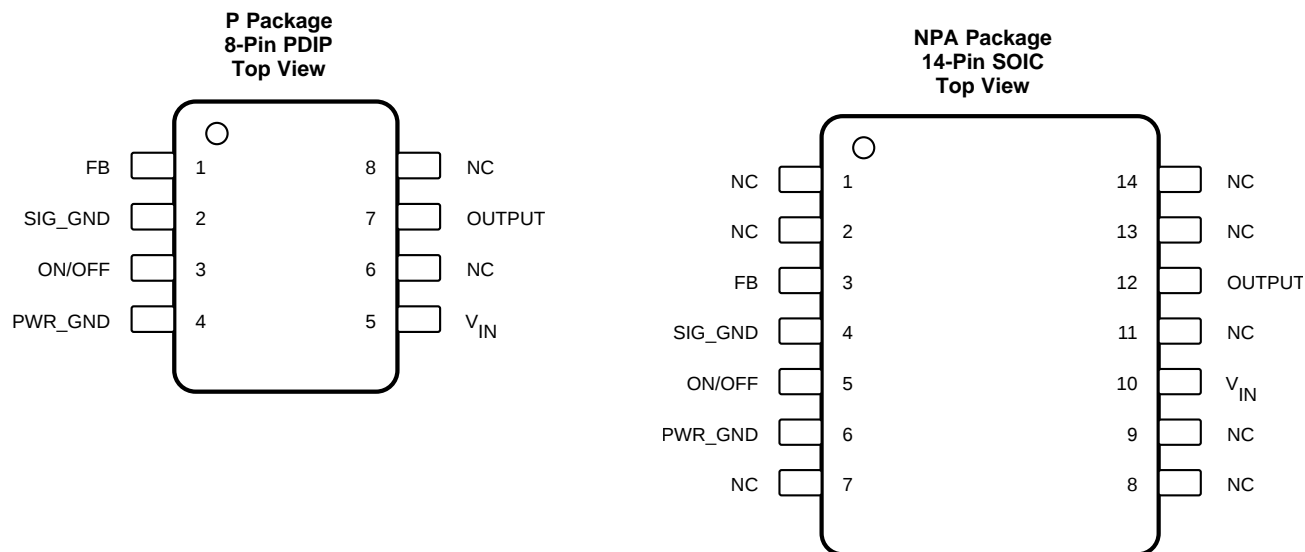 P Package
8-Pin PDIP
Top View
FB 1 8 NC
SIG_GND 2 7 OUTPUT
ON/OFF 3 6 NC
PWR_GND 4 5 VIN
NPA Package
14-Pin SOIC
Top View
NC 1 14 NC
NC 2 13 NC
FB 3 12 OUTPUT
SIG_GND 4 11 NC
ON/OFF 5 10 VIN
PWR_GND 6 9 NC
NC 7 8 NC